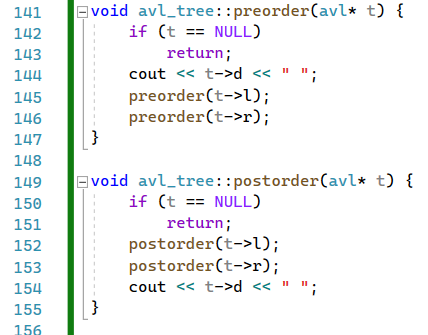 141 void avl_tree::preorder(avl* t) {
142 if (t == NULL)
143 return;
144 cout << t->d << " ";
145 preorder(t->l);
146 preorder(t->r);
147 }
148
149 void avl_tree::postorder(avl* t) {
150 if (t == NULL)
151 return;
152 postorder(t->l);
153 postorder(t->r);
154 cout << t->d << " ";
155 }
156